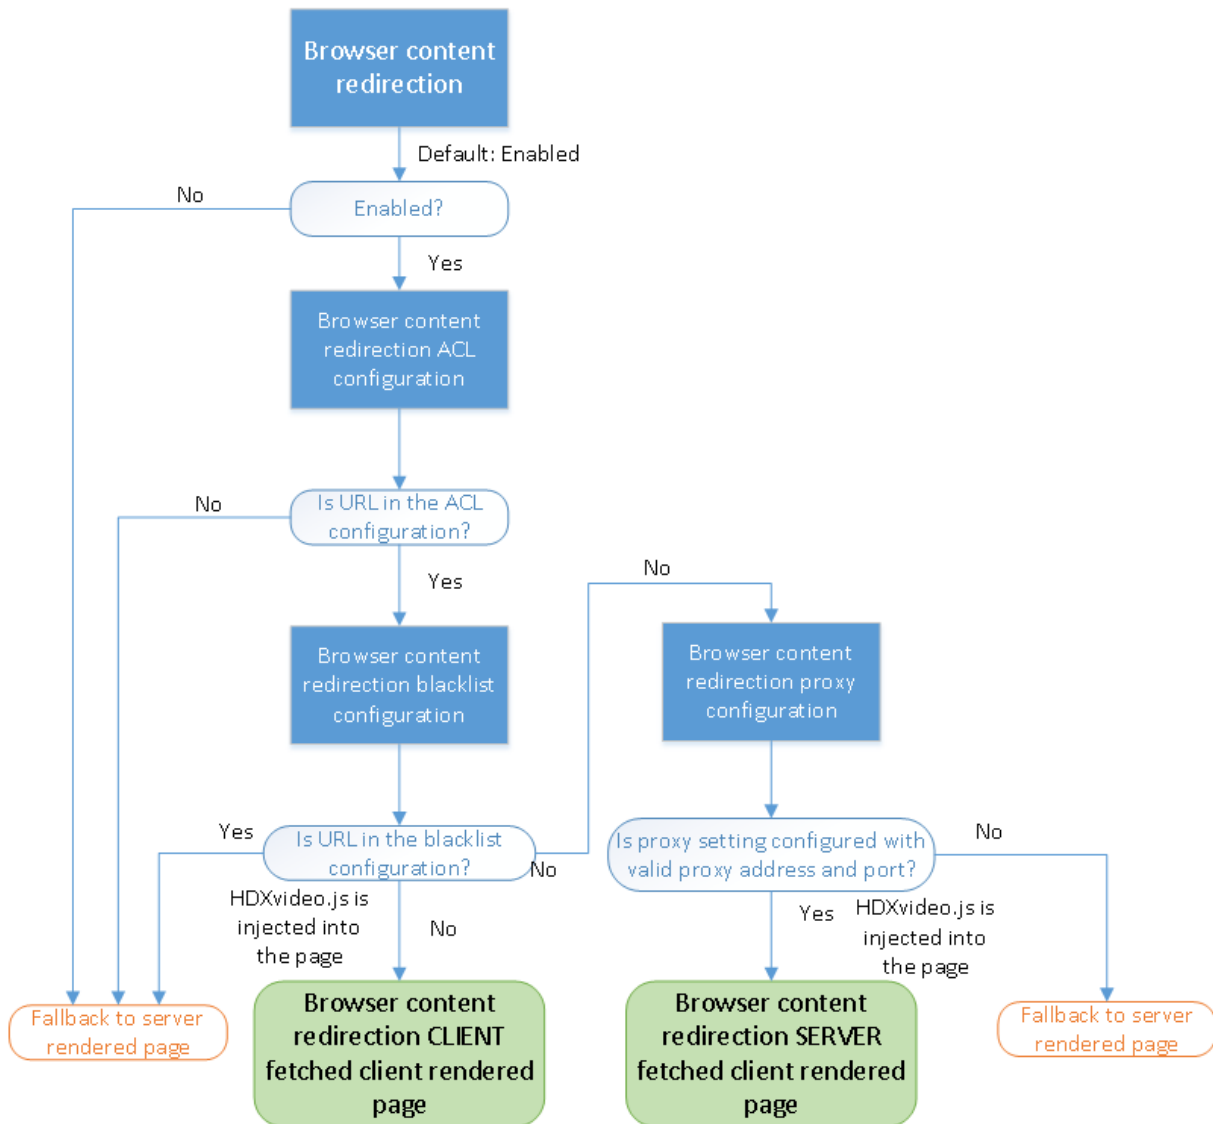 Browser content
redirection
Default: Enabled
No
Enabled?
Yes
Browser content
redirection ACL
configuration
No
Is URL in the ACL
configuration?
Yes
No
Browser content
redirection blacklist
configuration
Browser content
redirection proxy
configuration
Yes
Is URL in the blacklist
configuration?
No
Is proxy setting configured with
valid proxy address and port?
No
HDXvideo.js is
injected into
the page
No
Yes
HDXvideo.js is
injected into
the page
Fallback to server
rendered page
Browser content
redirection CLIENT
fetched client rendered
page
Browser content
redirection SERVER
fetched client rendered
page
Fallback to server
rendered page